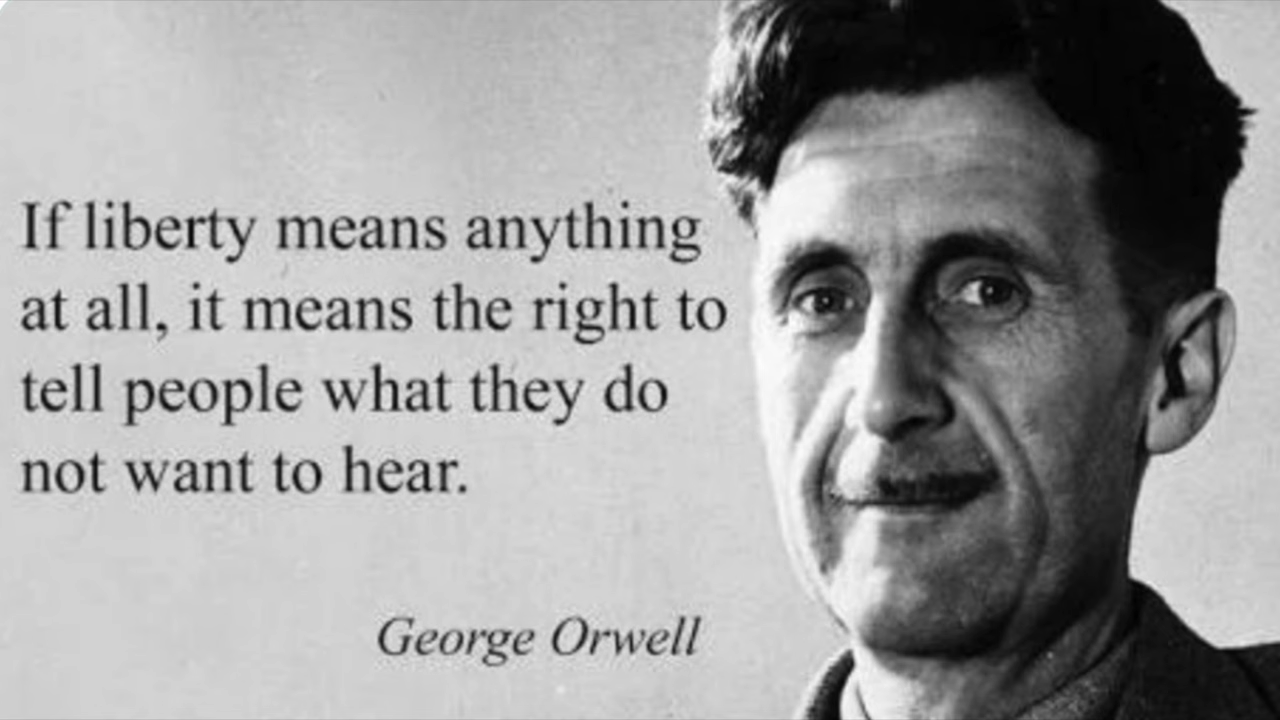 If liberty means anything
at all, it means the right to
tell people what they do
not want to hear.
George Orwell